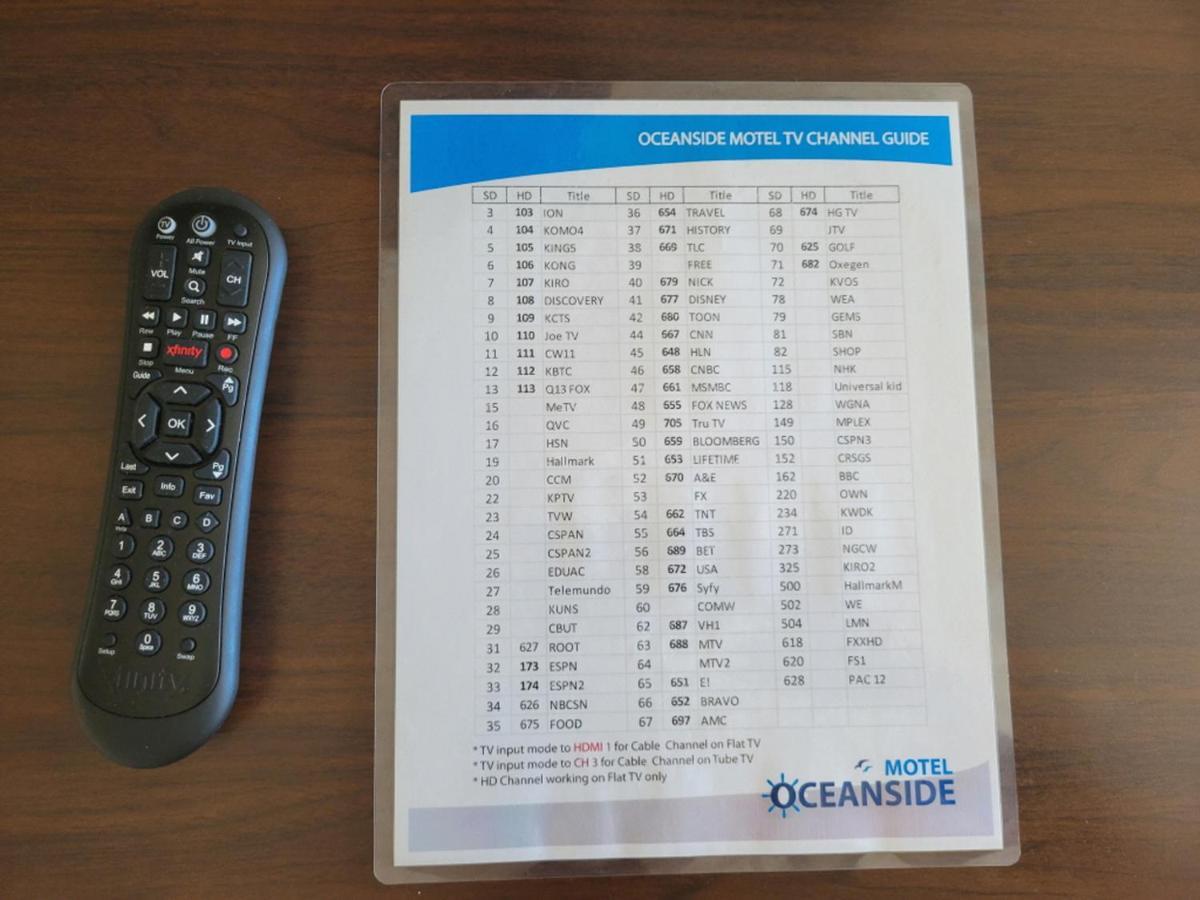 TV
Power
All Power
TV Input
VOL
Mute
CH
Search
Rew Play Pause FF
xfinity
Stop Menu Rec
Guide
Pg
OK
Last
Pg
Exit Info Fav
A B C D
1 2 ABC 3 DEF
4 GHI 5 JKL 6 MNO
7 PQRS 8 TUV 9 WXYZ
0 Space
Setup Swap
xfinity
OCEANSIDE MOTEL TV CHANNEL GUIDE
SD HD Title SD HD Title SD HD Title
3 103 ION 36 654 TRAVEL 68 674 HG TV
4 104 KOMO4 37 671 HISTORY 69 JTV
5 105 KING5 38 669 TLC 70 625 GOLF
6 106 KONG 39 FREE 71 682 Oxegen
7 107 KIRO 40 679 NICK 72 KVOS
8 108 DISCOVERY 41 677 DISNEY 78 WEA
9 109 KCTS 42 680 TOON 79 GEMS
10 110 Joe TV 44 667 CNN 81 SBN
11 111 CW11 45 648 HLN 82 SHOP
12 112 KBTC 46 658 CNBC 115 NHK
13 113 Q13 FOX 47 661 MSMBC 118 Universal kid
15 MeTV 48 655 FOX NEWS 128 WGNA
16 QVC 49 705 Tru TV 149 MPLEX
17 HSN 50 659 BLOOMBERG 150 CSPN3
19 Hallmark 51 653 LIFETIME 152 CRSGS
20 CCM 52 670 A&E 162 BBC
22 KPTV 53 FX 220 OWN
23 TVW 54 662 TNT 234 KWDK
24 CSPAN 55 664 TBS 271 ID
25 CSPAN2 56 689 BET 273 NGCW
26 EDUAC 58 672 USA 325 KIRO2
27 Telemundo 59 676 Syfy 500 HallmarkM
28 KUNS 60 COMW 502 WE
29 CBUT 62 687 VH1 504 LMN
31 627 ROOT 63 688 MTV 618 FXXHD
32 173 ESPN 64 MTV2 620 FS1
33 174 ESPN2 65 651 E! 628 PAC 12
34 626 NBCSN 66 652 BRAVO
35 675 FOOD 67 697 AMC
* TV input mode to HDMI 1 for Cable Channel on Flat TV
* TV input mode to CH 3 for Cable Channel on Tube TV
* HD Channel working on Flat TV only
MOTEL
OCEANSIDE